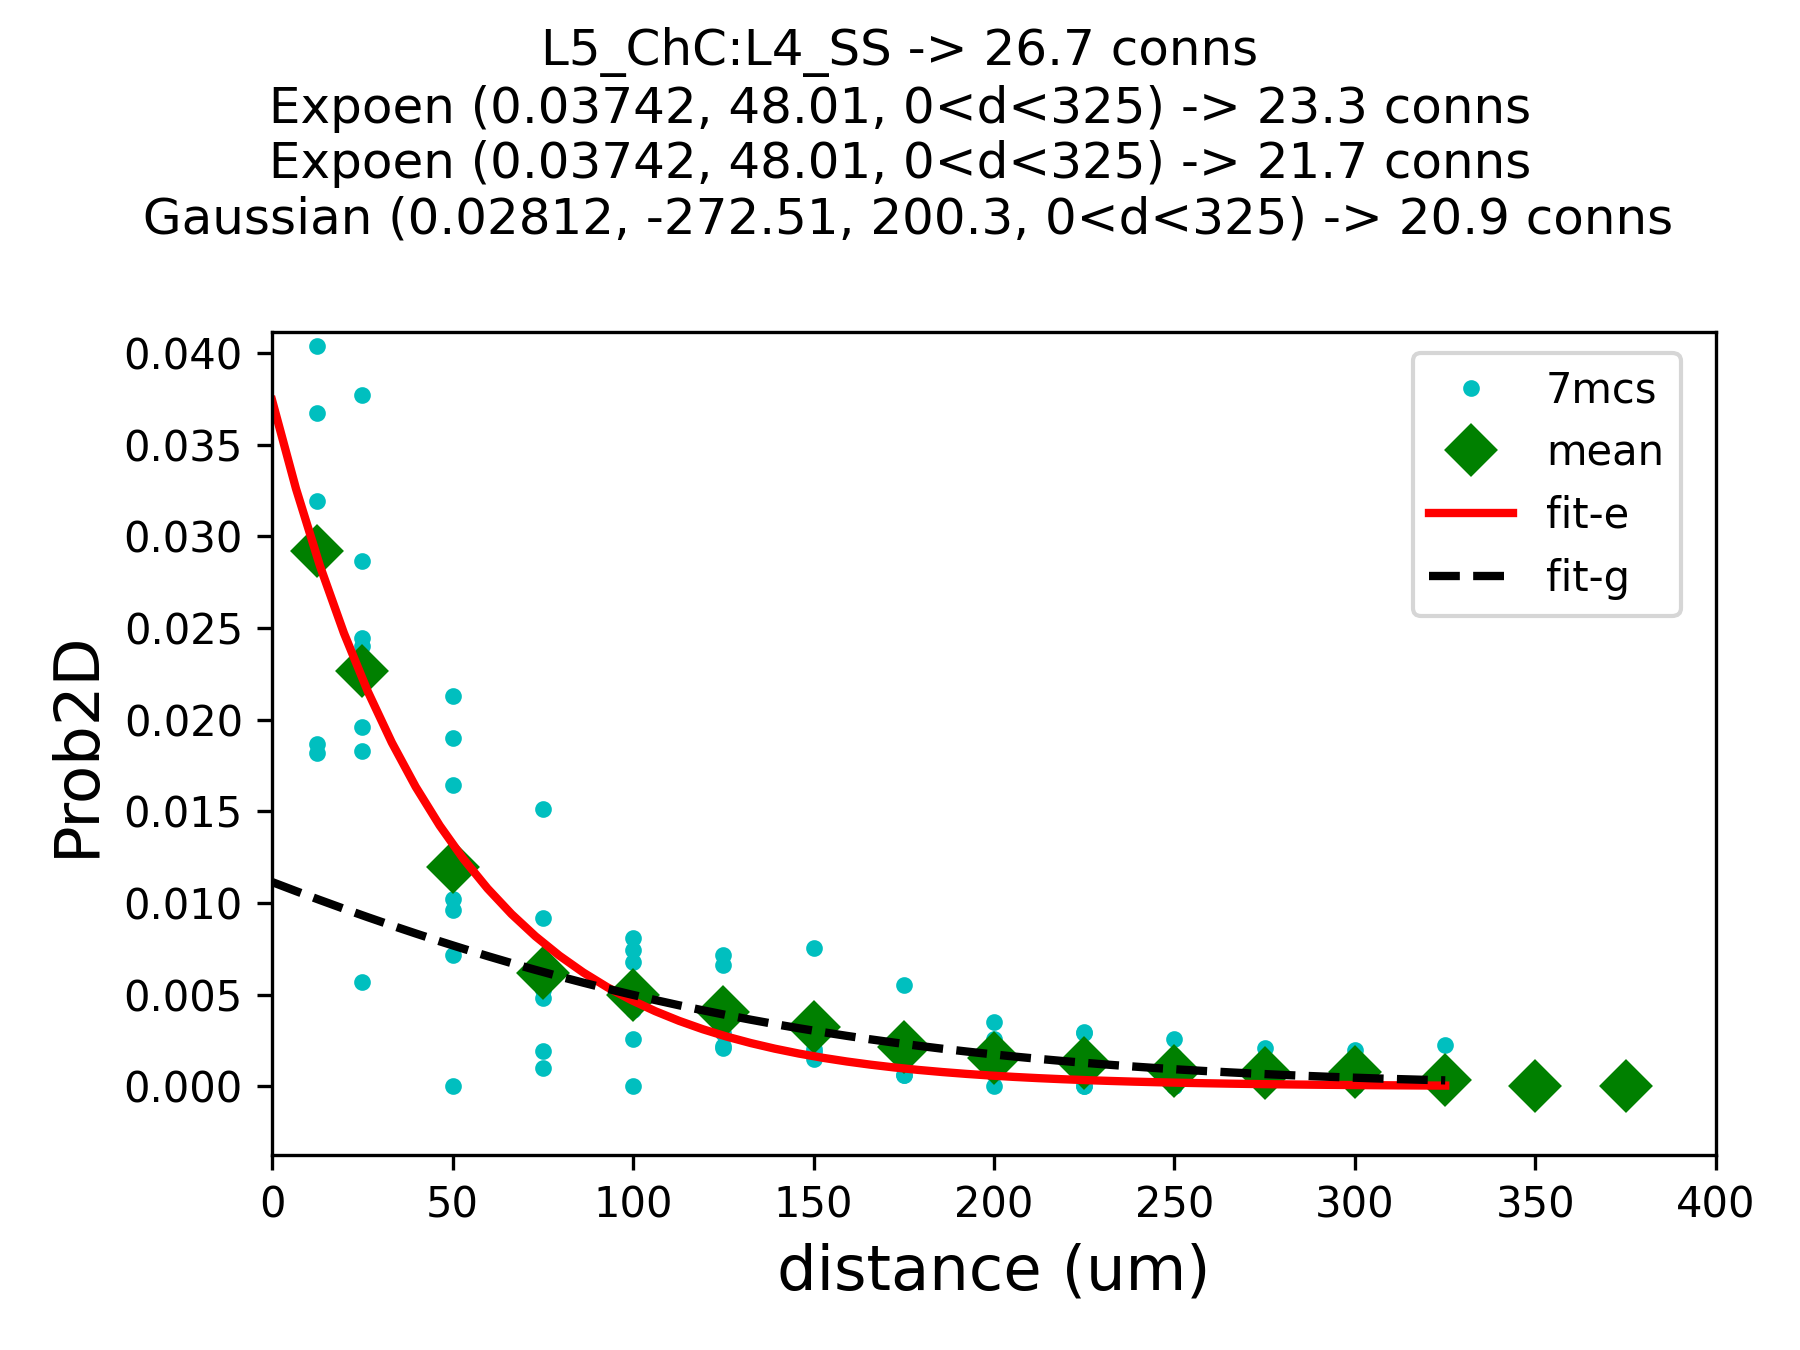 L5_ChC:L4_SS -> 26.7 conns
Expoen (0.03742, 48.01, 0<d<325) -> 23.3 conns
Expoen (0.03742, 48.01, 0<d<325) -> 21.7 conns
Gaussian (0.02812, -272.51, 200.3, 0<d<325) -> 20.9 conns
7mcs
mean
fit-e
fit-g
Prob2D
0.040
0.035
0.030
0.025
0.020
0.015
0.010
0.005
0.000
0 50 100 150 200 250 300 350 400
distance (um)